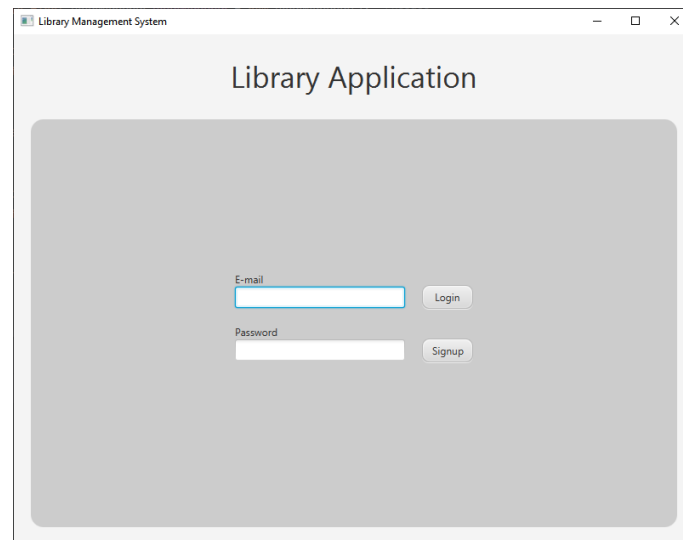 Library Management System
Library Application
E-mail
Login
Password
Signup